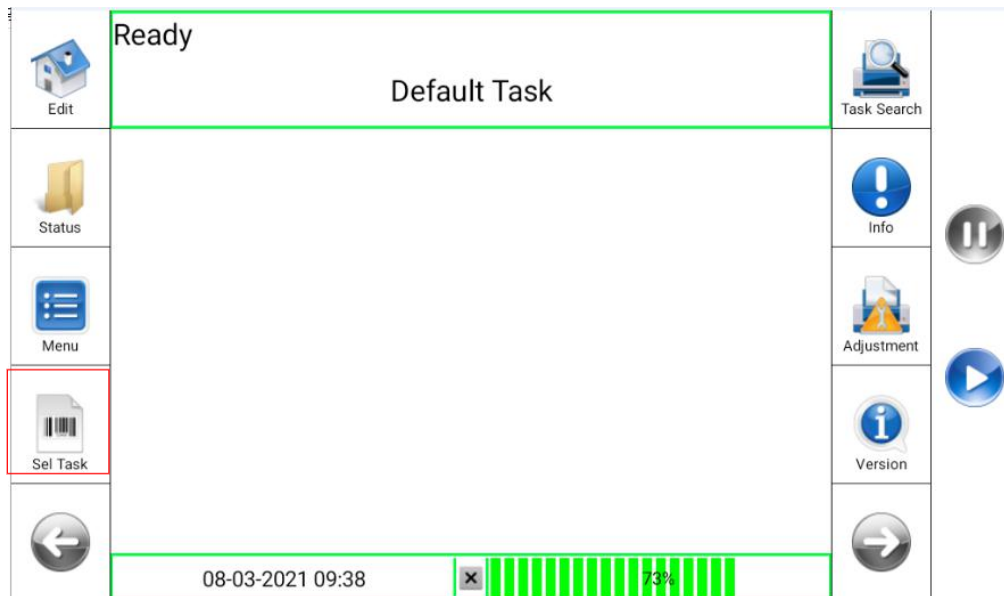 Ready
Default Task
Edit
Status
Menu
Sel Task
Task Search
Info
Adjustment
Version
08-03-2021 09:38
73%